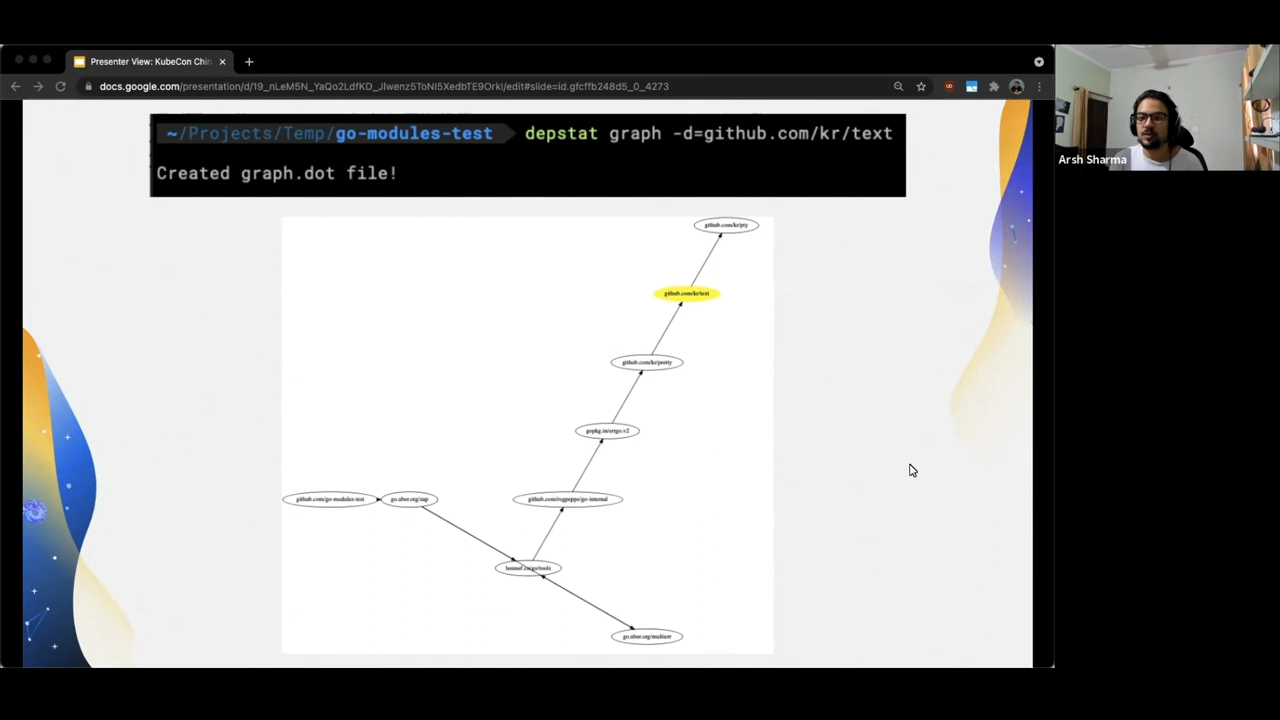 Presenter View: KubeCon Chin
docs.google.com/presentation/d/19_nLeM5N_YaQo2LdfKD_Jlwenz5ToNI5XedbTE9OrkI/edit#slide=id.gfcffb248d5_0_4273
~/Projects/Temp/go-modules-test depstat graph -d=github.com/kr/text
Created graph.dot file!
Arsh Sharma
github.com/kr/pty
github.com/kr/text
github.com/kr/pretty
gopkg.in/errgo.v2
github.com/go-modules-test
go.uber.org/zap
github.com/rogpeppe/go-internal
honnef.co/go/tools
go.uber.org/multierr